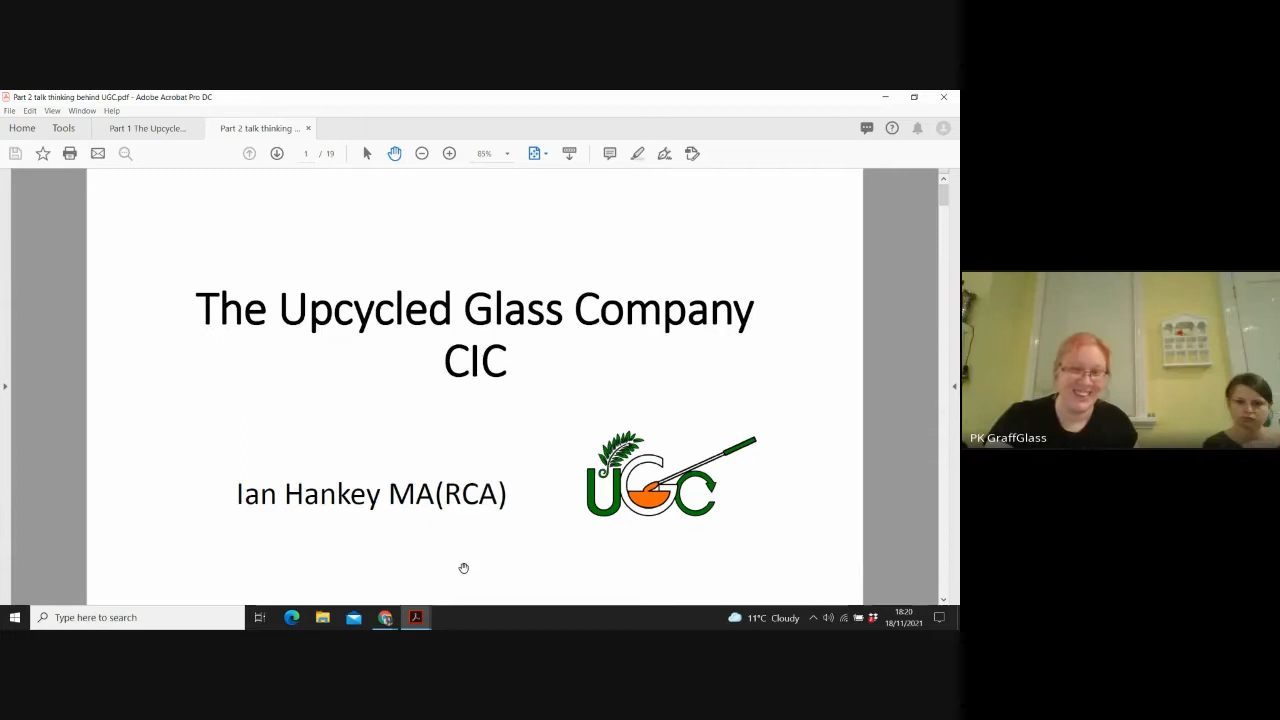 Part 2 talk thinking behind UGC.pdf - Adobe Acrobat Pro DC
File Edit View Window Help
Home Tools Part 1 The Upcycle... Part 2 talk thinking ... ×
1 / 19 85%
The Upcycled Glass Company
CIC
Ian Hankey MA(RCA)
UGC
PK GraffGlass
Type here to search
11°C Cloudy
18:20
18/11/2021